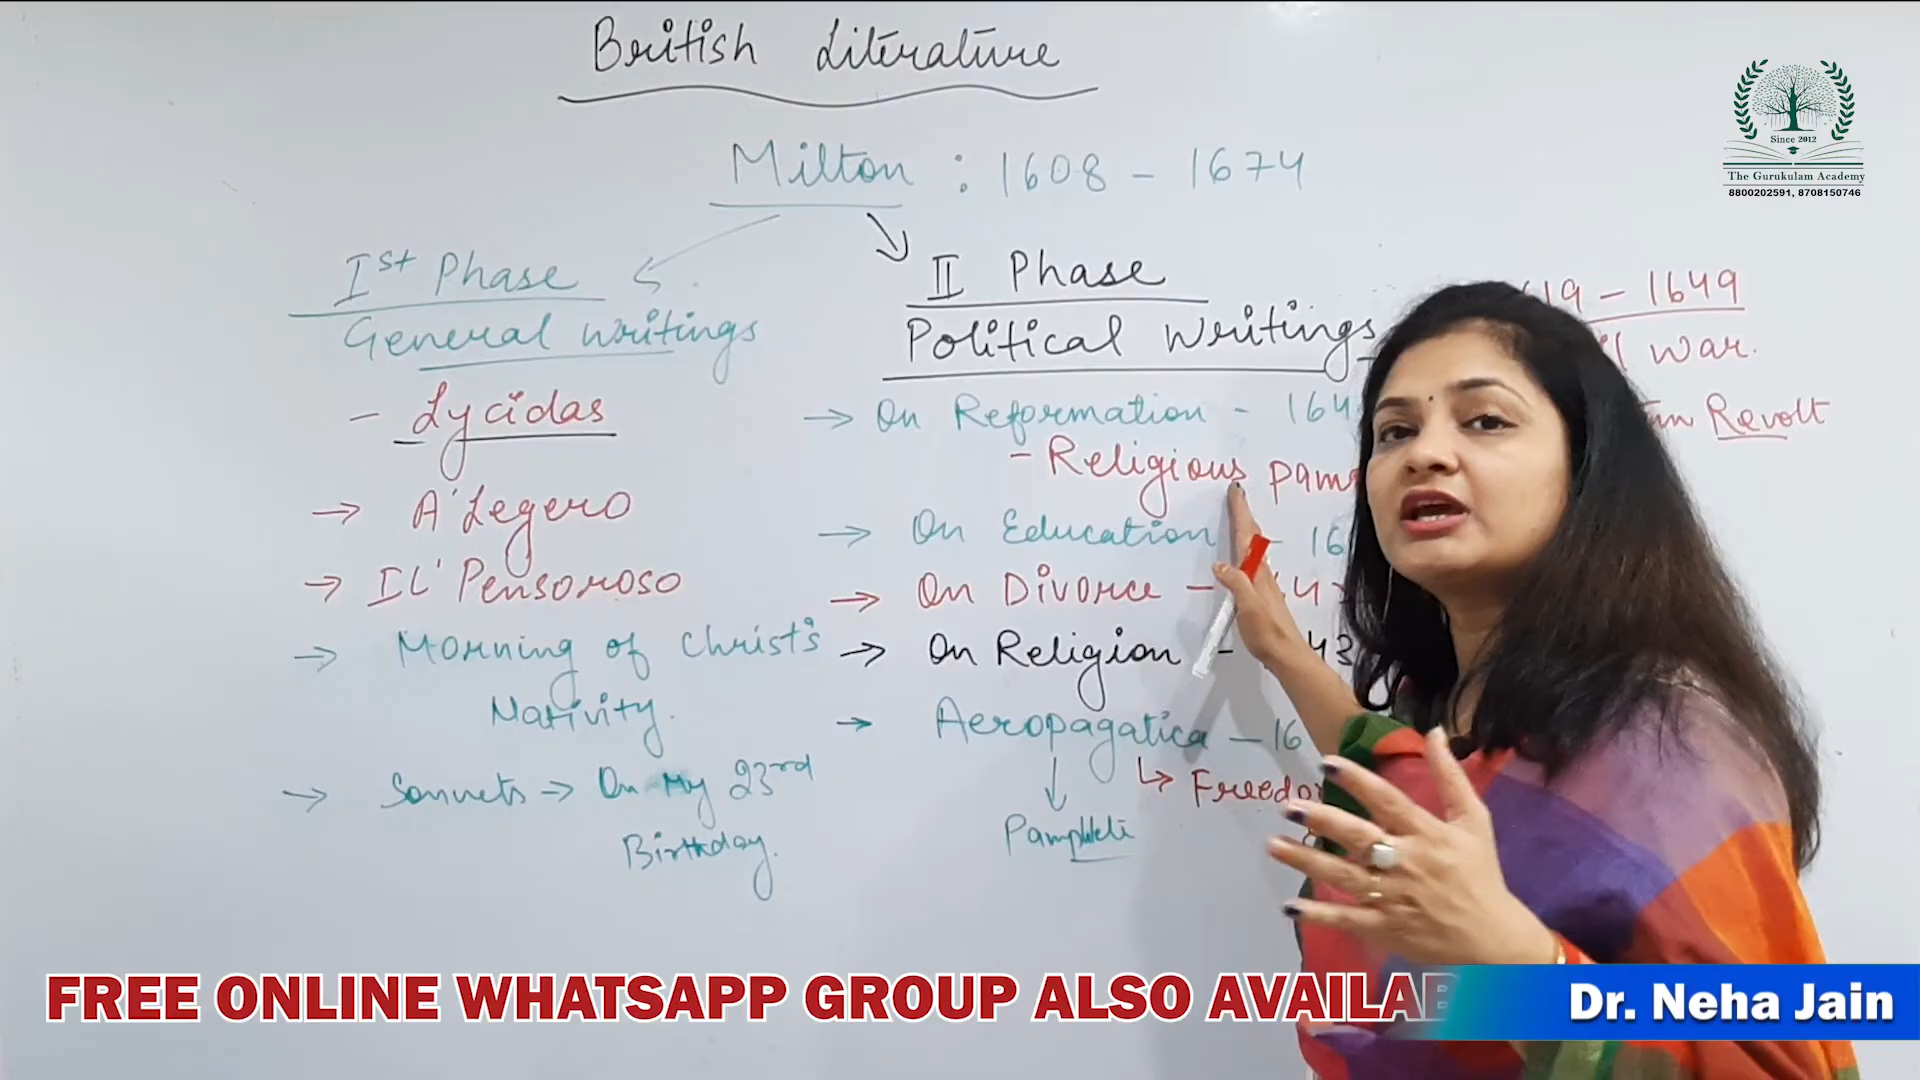 British Literature
Milton : 1608 - 1674
Ist Phase
General Writings
- Lycidas
→ A'Legero
→ IL' Pensoroso
→ Morning of Christ's
Nativity.
→ Sonnets → On My 23rd
Birthday.
II Phase
Political Writings
→ On Reformation - 164
- Religious pam
→ On Education - 16
→ On Divorce -
→ On Religion - 43
→ Aeropagatica - 16
↳ Freedo
Pamphlets
19 - 1649
war.
Revolt
Since 2012
The Gurukulam Academy
8800202591, 8708150746
FREE ONLINE WHATSAPP GROUP ALSO AVAILAB
Dr. Neha Jain